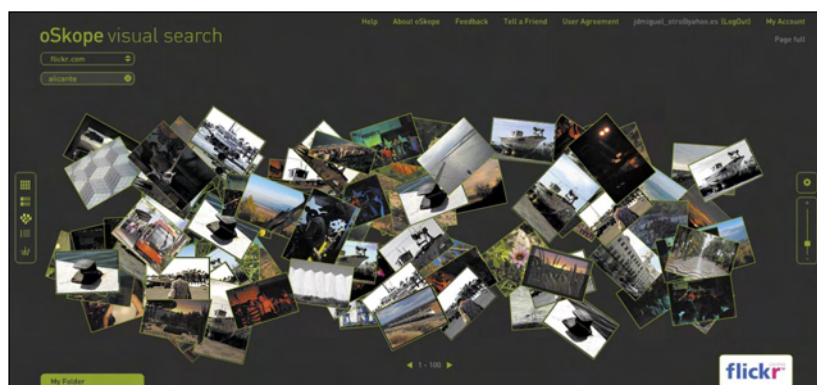 Help About oSkope Feedback Tell a Friend User Agreement jdmiguel_otro@yahoo.es (LogOut) My Account
oSkope visual search
Page full
flickr.com
alicante
1 - 100
My Folder
flickr